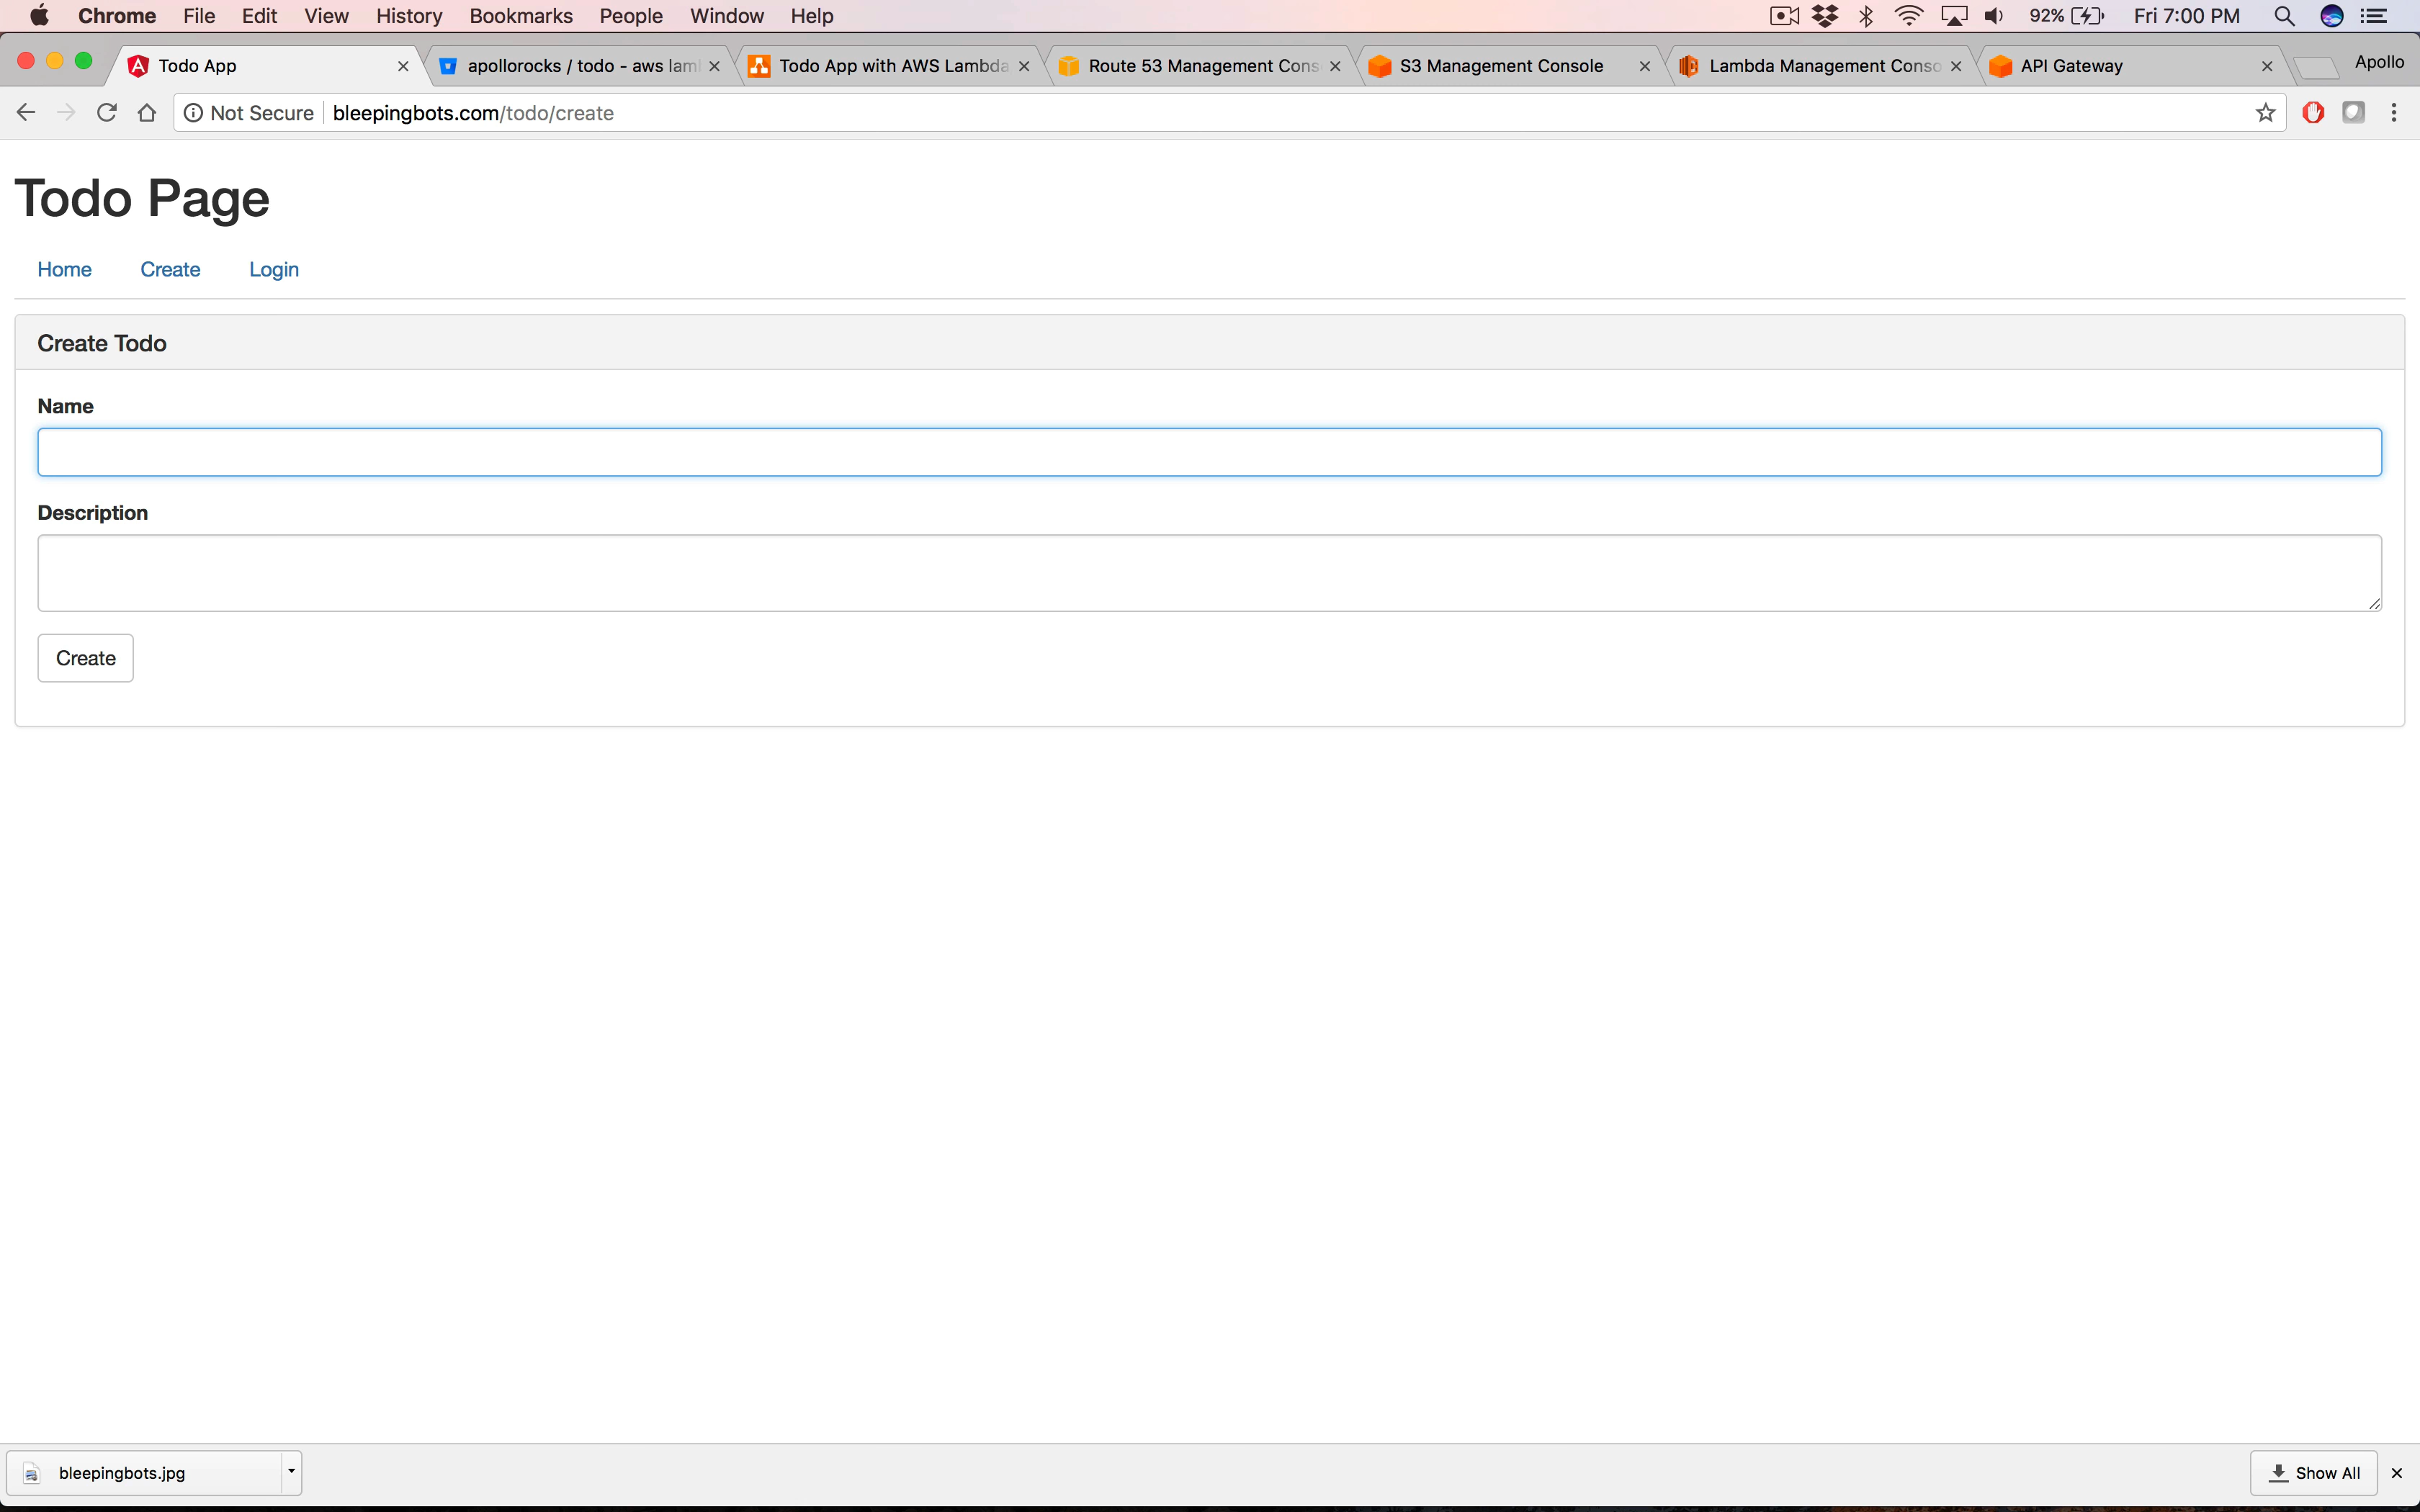 Chrome File Edit View History Bookmarks People Window Help 92% Fri 7:00 PM
Todo App apollorocks / todo - aws lam Todo App with AWS Lambda Route 53 Management Cons S3 Management Console Lambda Management Conso API Gateway Apollo
Not Secure bleepingbots.com/todo/create
Todo Page
Home Create Login
Create Todo
Name
Description
Create
bleepingbots.jpg Show All